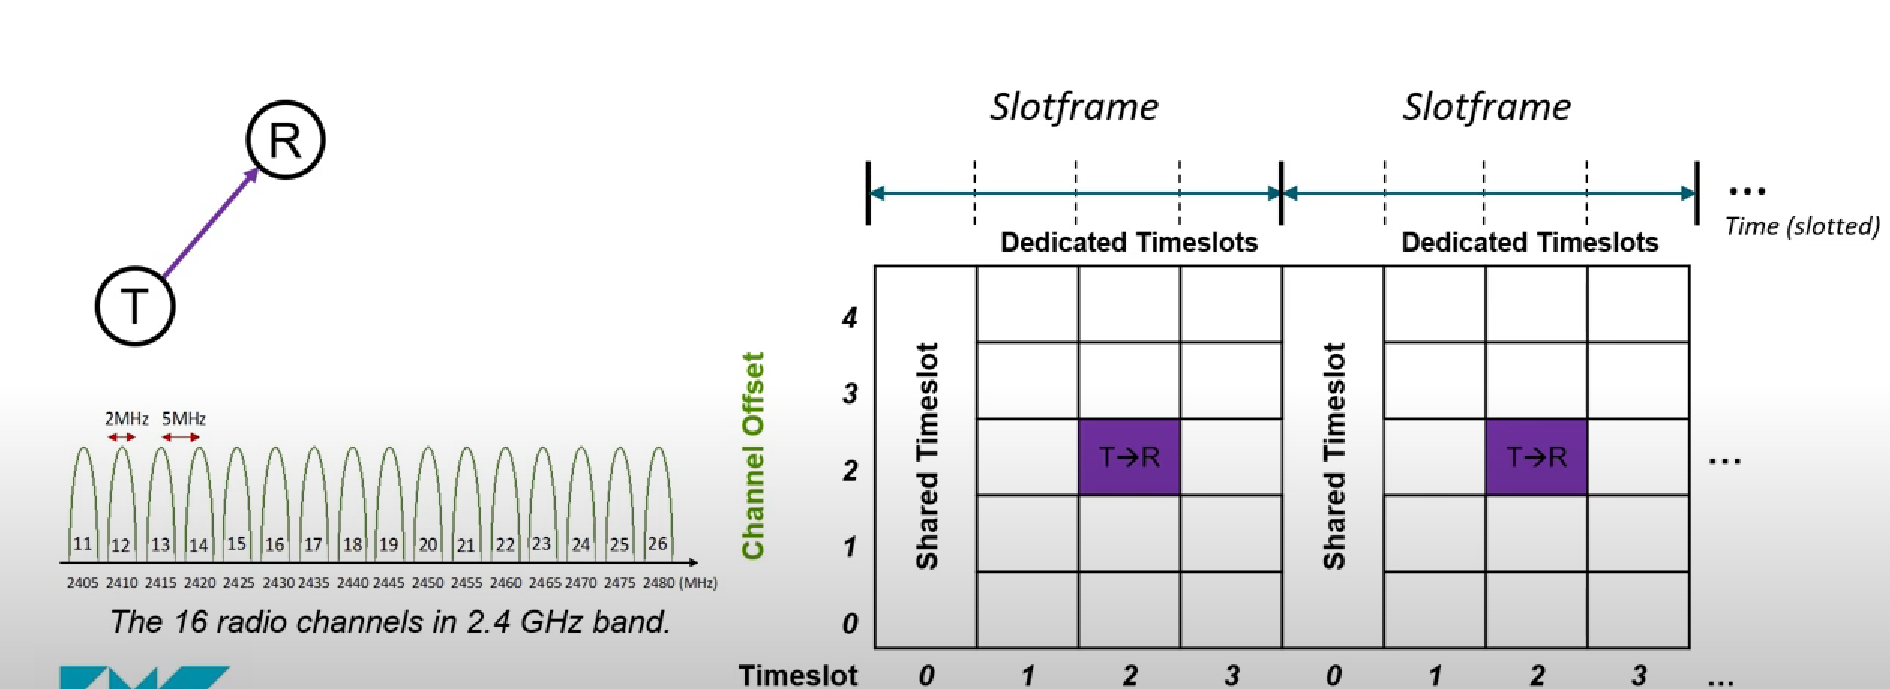 R
T
2MHz 5MHz
11 12 13 14 15 16 17 18 19 20 21 22 23 24 25 26
2405 2410 2415 2420 2425 2430 2435 2440 2445 2450 2455 2460 2465 2470 2475 2480 (MHz)
The 16 radio channels in 2.4 GHz band.
Slotframe Slotframe
...
Time (slotted)
Dedicated Timeslots Dedicated Timeslots
Channel Offset
4
3
2
1
0
Shared Timeslot
T→R
Shared Timeslot
T→R
...
Timeslot 0 1 2 3 0 1 2 3 ...